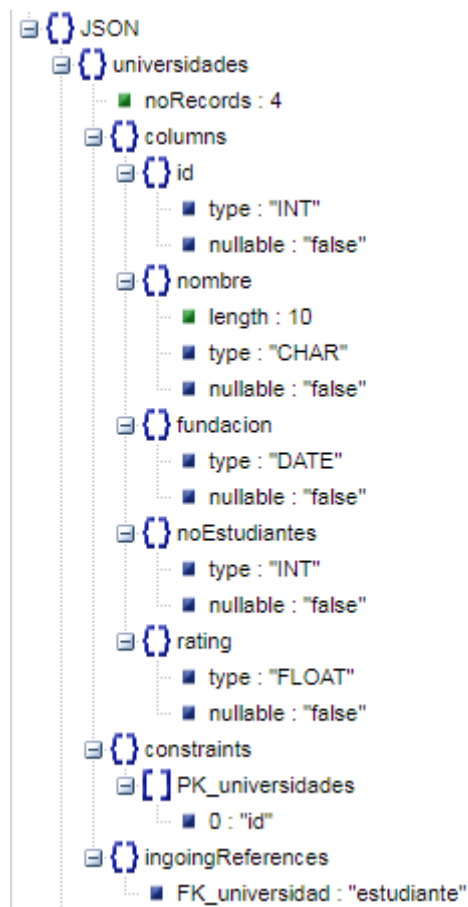 JSON
universidades
noRecords : 4
columns
id
type : "INT"
nullable : "false"
nombre
length : 10
type : "CHAR"
nullable : "false"
fundacion
type : "DATE"
nullable : "false"
noEstudiantes
type : "INT"
nullable : "false"
rating
type : "FLOAT"
nullable : "false"
constraints
PK_universidades
0 : "id"
ingoingReferences
FK_universidad : "estudiante"